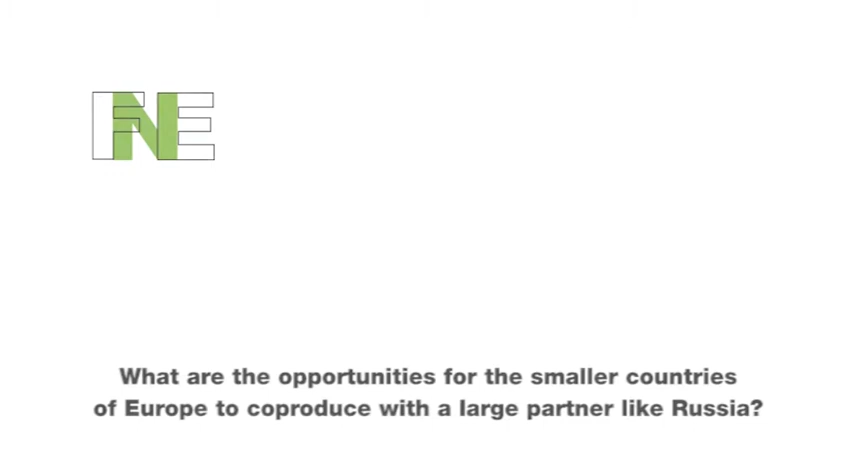 FNE
What are the opportunities for the smaller countries
of Europe to coproduce with a large partner like Russia?